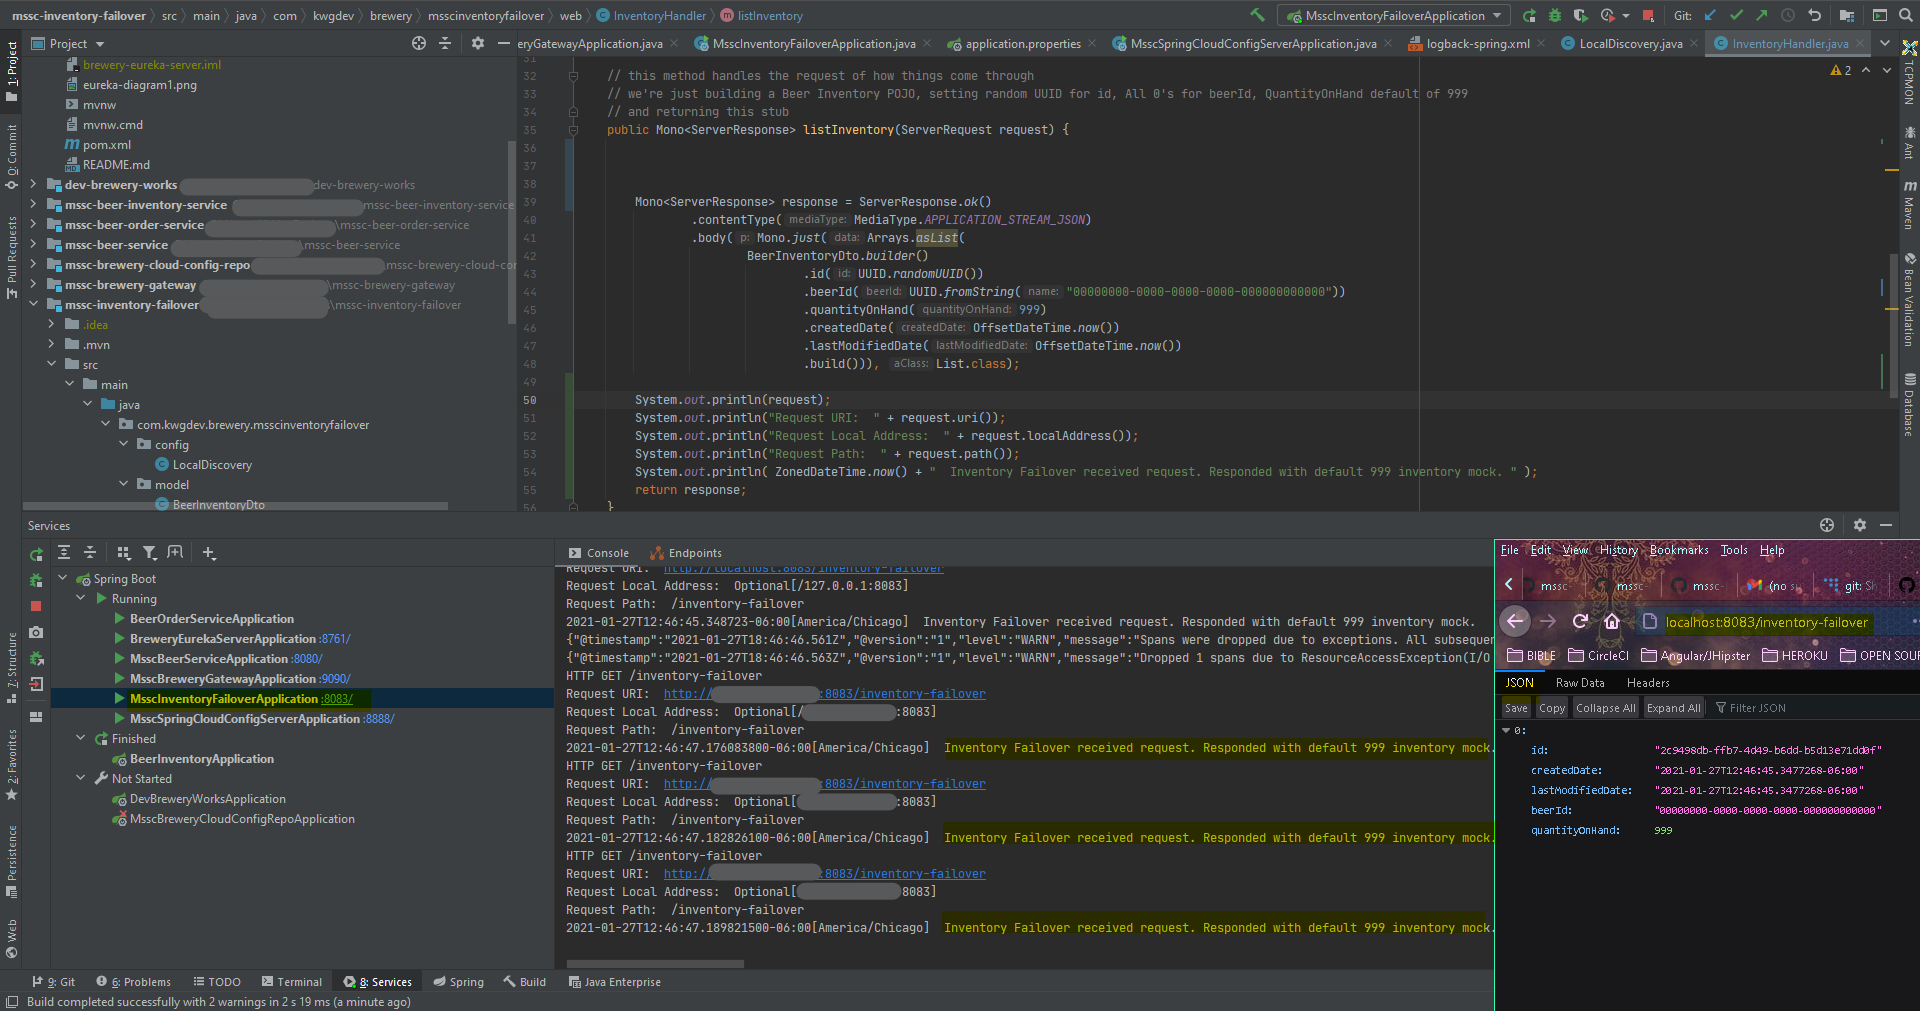 mssc-inventory-failover src main java com kwgdev brewery msscinventoryfailover web InventoryHandler listInventory
MsscInventoryFailoverApplication Git:
Project
eryGatewayApplication.java MsscInventoryFailoverApplication.java application.properties MsscSpringCloudConfigServerApplication.java logback-spring.xml LocalDiscovery.java InventoryHandler.java
1: Project
0: Commit
Pull Requests
7: Structure
2: Favorites
Persistence
Web
brewery-eureka-server.iml
eureka-diagram1.png
mvnw
mvnw.cmd
pom.xml
README.md
dev-brewery-works dev-brewery-works
mssc-beer-inventory-service mssc-beer-inventory-service
mssc-beer-order-service \mssc-beer-order-service
mssc-beer-service \mssc-beer-service
mssc-brewery-cloud-config-repo \mssc-brewery-cloud-cor
mssc-brewery-gateway \mssc-brewery-gateway
mssc-inventory-failover \mssc-inventory-failover
.idea
.mvn
src
main
java
com.kwgdev.brewery.msscinventoryfailover
config
LocalDiscovery
model
BeerInventoryDto
31
32 // this method handles the request of how things come through
33 // we're just building a Beer Inventory POJO, setting random UUID for id, All 0's for beerId, QuantityOnHand default of 999
34 // and returning this stub
35 public Mono<ServerResponse> listInventory(ServerRequest request) {
36
37
38
39 Mono<ServerResponse> response = ServerResponse.ok()
40 .contentType( mediaType: MediaType.APPLICATION_STREAM_JSON)
41 .body( p: Mono.just( data: Arrays.asList(
42 BeerInventoryDto.builder()
43 .id( id: UUID.randomUUID())
44 .beerId( beerId: UUID.fromString( name: "00000000-0000-0000-0000-000000000000"))
45 .quantityOnHand( quantityOnHand: 999)
46 .createdDate( createdDate: OffsetDateTime.now())
47 .lastModifiedDate( lastModifiedDate: OffsetDateTime.now())
48 .build())), aClass: List.class);
49
50 System.out.println(request);
51 System.out.println("Request URI:  " + request.uri());
52 System.out.println("Request Local Address:  " + request.localAddress());
53 System.out.println("Request Path:  " + request.path());
54 System.out.println( ZonedDateTime.now() + "  Inventory Failover received request. Responded with default 999 inventory mock. " );
55 return response;
56 }
2
TCPMON
Ant
Maven
Bean Validation
Database
Services
Spring Boot
Running
BeerOrderServiceApplication
BreweryEurekaServerApplication :8761/
MsscBeerServiceApplication :8080/
MsscBreweryGatewayApplication :9090/
MsscInventoryFailoverApplication :8083/
MsscSpringCloudConfigServerApplication :8888/
Finished
BeerInventoryApplication
Not Started
DevBreweryWorksApplication
MsscBreweryCloudConfigRepoApplication
Console Endpoints
Request URI:  http://localhost:8083/inventory-failover
Request Local Address:  Optional[/127.0.0.1:8083]
Request Path:  /inventory-failover
2021-01-27T12:46:45.348723-06:00[America/Chicago]  Inventory Failover received request. Responded with default 999 inventory mock.
{"@timestamp":"2021-01-27T18:46:46.561Z","@version":"1","level":"WARN","message":"Spans were dropped due to exceptions. All subsequen
{"@timestamp":"2021-01-27T18:46:46.563Z","@version":"1","level":"WARN","message":"Dropped 1 spans due to ResourceAccessException(I/O
HTTP GET /inventory-failover
Request URI:  http:// :8083/inventory-failover
Request Local Address:  Optional[/ :8083]
Request Path:  /inventory-failover
2021-01-27T12:46:47.176083800-06:00[America/Chicago]  Inventory Failover received request. Responded with default 999 inventory mock.
HTTP GET /inventory-failover
Request URI:  http:// :8083/inventory-failover
Request Local Address:  Optional[ :8083]
Request Path:  /inventory-failover
2021-01-27T12:46:47.182826100-06:00[America/Chicago]  Inventory Failover received request. Responded with default 999 inventory mock.
HTTP GET /inventory-failover
Request URI:  http:// :8083/inventory-failover
Request Local Address:  Optional[ 8083]
Request Path:  /inventory-failover
2021-01-27T12:46:47.189821500-06:00[America/Chicago]  Inventory Failover received request. Responded with default 999 inventory mock.
File Edit View History Bookmarks Tools Help
mssc- mssc- mssc- (no su git: Sh
localhost:8083/inventory-failover
BIBLE CircleCI Angular/JHipster HEROKU OPEN SOUR
JSON Raw Data Headers
Save Copy Collapse All Expand All Filter JSON
0:
id: "2c9498db-ffb7-4d49-b6dd-b5d13e71dd0f"
createdDate: "2021-01-27T12:46:45.3477268-06:00"
lastModifiedDate: "2021-01-27T12:46:45.3477268-06:00"
beerId: "00000000-0000-0000-0000-000000000000"
quantityOnHand: 999
9: Git 6: Problems TODO Terminal 8: Services Spring Build Java Enterprise
Build completed successfully with 2 warnings in 2 s 19 ms (a minute ago)